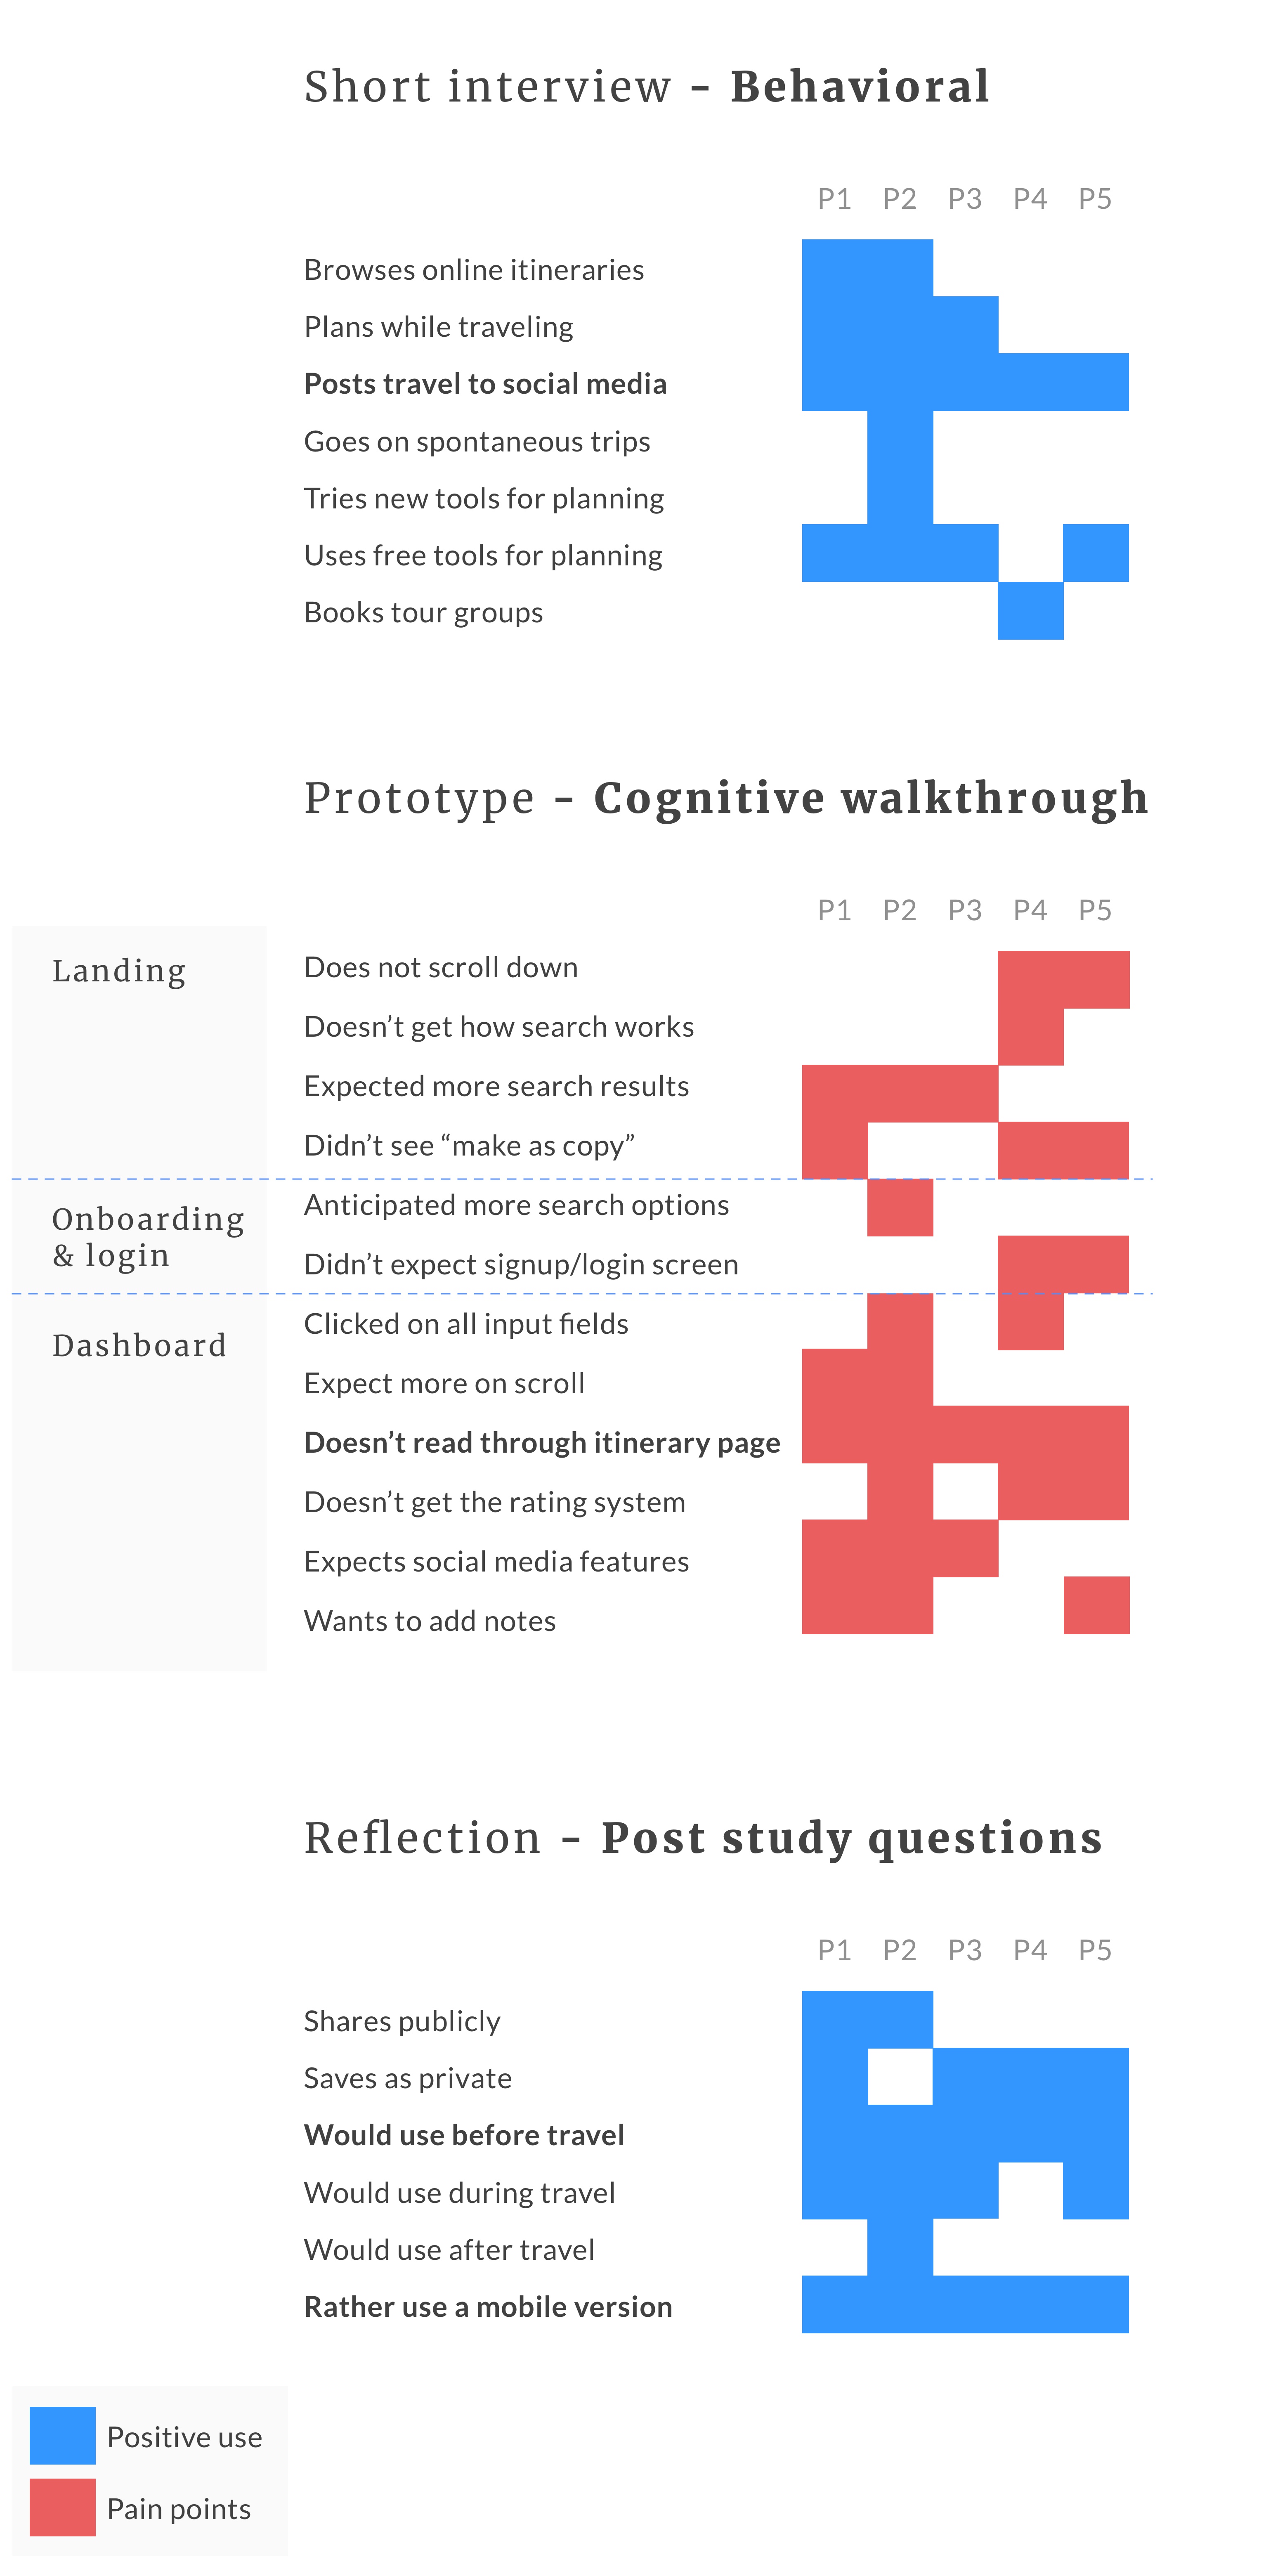 Short interview - Behavioral
P1 P2 P3 P4 P5
Browses online itineraries
Plans while traveling
Posts travel to social media
Goes on spontaneous trips
Tries new tools for planning
Uses free tools for planning
Books tour groups
Prototype - Cognitive walkthrough
P1 P2 P3 P4 P5
Landing
Does not scroll down
Doesn’t get how search works
Expected more search results
Didn’t see “make as copy”
Onboarding
& login
Anticipated more search options
Didn’t expect signup/login screen
Dashboard
Clicked on all input fields
Expect more on scroll
Doesn’t read through itinerary page
Doesn’t get the rating system
Expects social media features
Wants to add notes
Reflection - Post study questions
P1 P2 P3 P4 P5
Shares publicly
Saves as private
Would use before travel
Would use during travel
Would use after travel
Rather use a mobile version
Positive use
Pain points